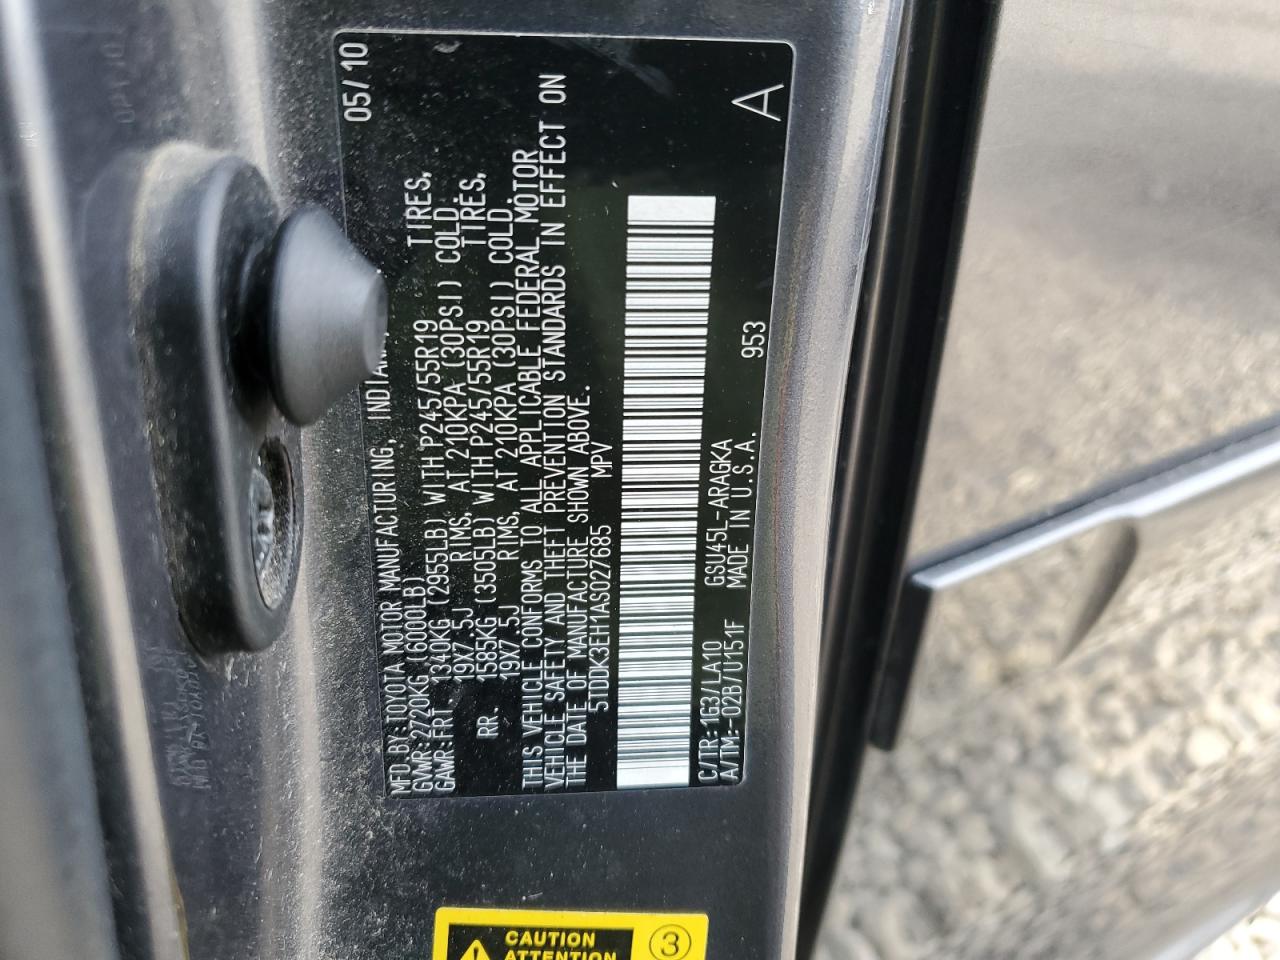 MFD.BY:TOYOTA MOTOR MANUFACTURING, 05/10
GVWR:2720KG(6000LB)
GAWR:FRT. 1340KG (2955LB) WITH P245/55R19 TIRES,
19X7.5J RIMS, AT 210KPA (30PSI) COLD.
RR. 1585KG (3505LB) WITH P245/55R19 TIRES,
19X7.5J RIMS, AT 210KPA (30PSI) COLD.
THIS VEHICLE CONFORMS TO ALL APPLICABLE FEDERAL MOTOR
VEHICLE SAFETY AND THEFT PREVENTION STANDARDS IN EFFECT ON
THE DATE OF MANUFACTURE SHOWN ABOVE.
5TDDK3EH1AS027685 MPV
C/TR:1G3/LA10 GSU45L-ARAGKA
A/TM:-02B/U151F MADE IN U.S.A. 953 A
CAUTION 3
ATTENTION